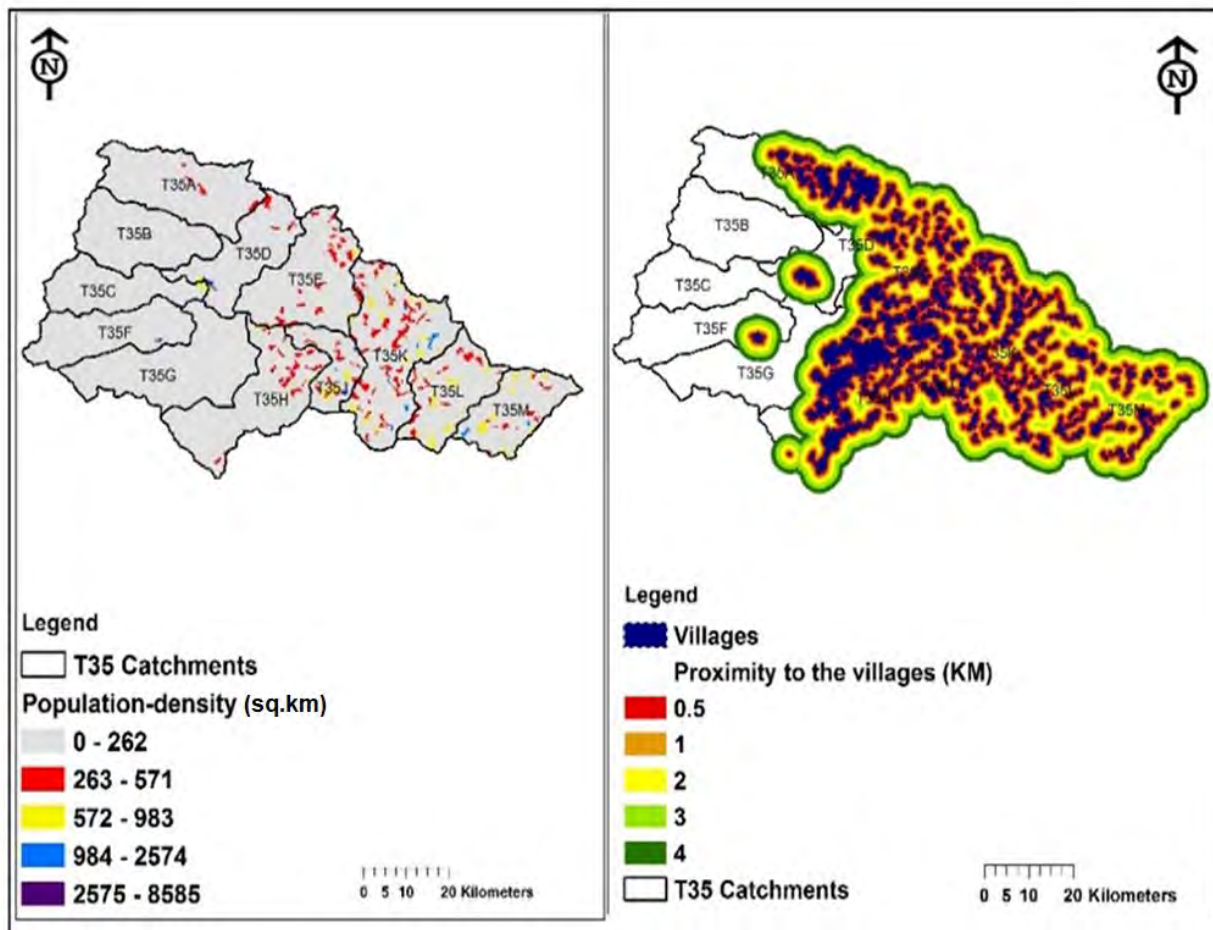 N
T35A
T35B
T35D
T35C
T35E
T35F
T35G
T35K
T35J
T35H
T35L
T35M
Legend
T35 Catchments
Population-density (sq.km)
0 - 262
263 - 571
572 - 983
984 - 2574
2575 - 8585
0 5 10 20 Kilometers
N
T35A
T35B
T35D
T35C
T35F
T35G
Legend
Villages
Proximity to the villages (KM)
0.5
1
2
3
4
T35 Catchments
0 5 10 20 Kilometers